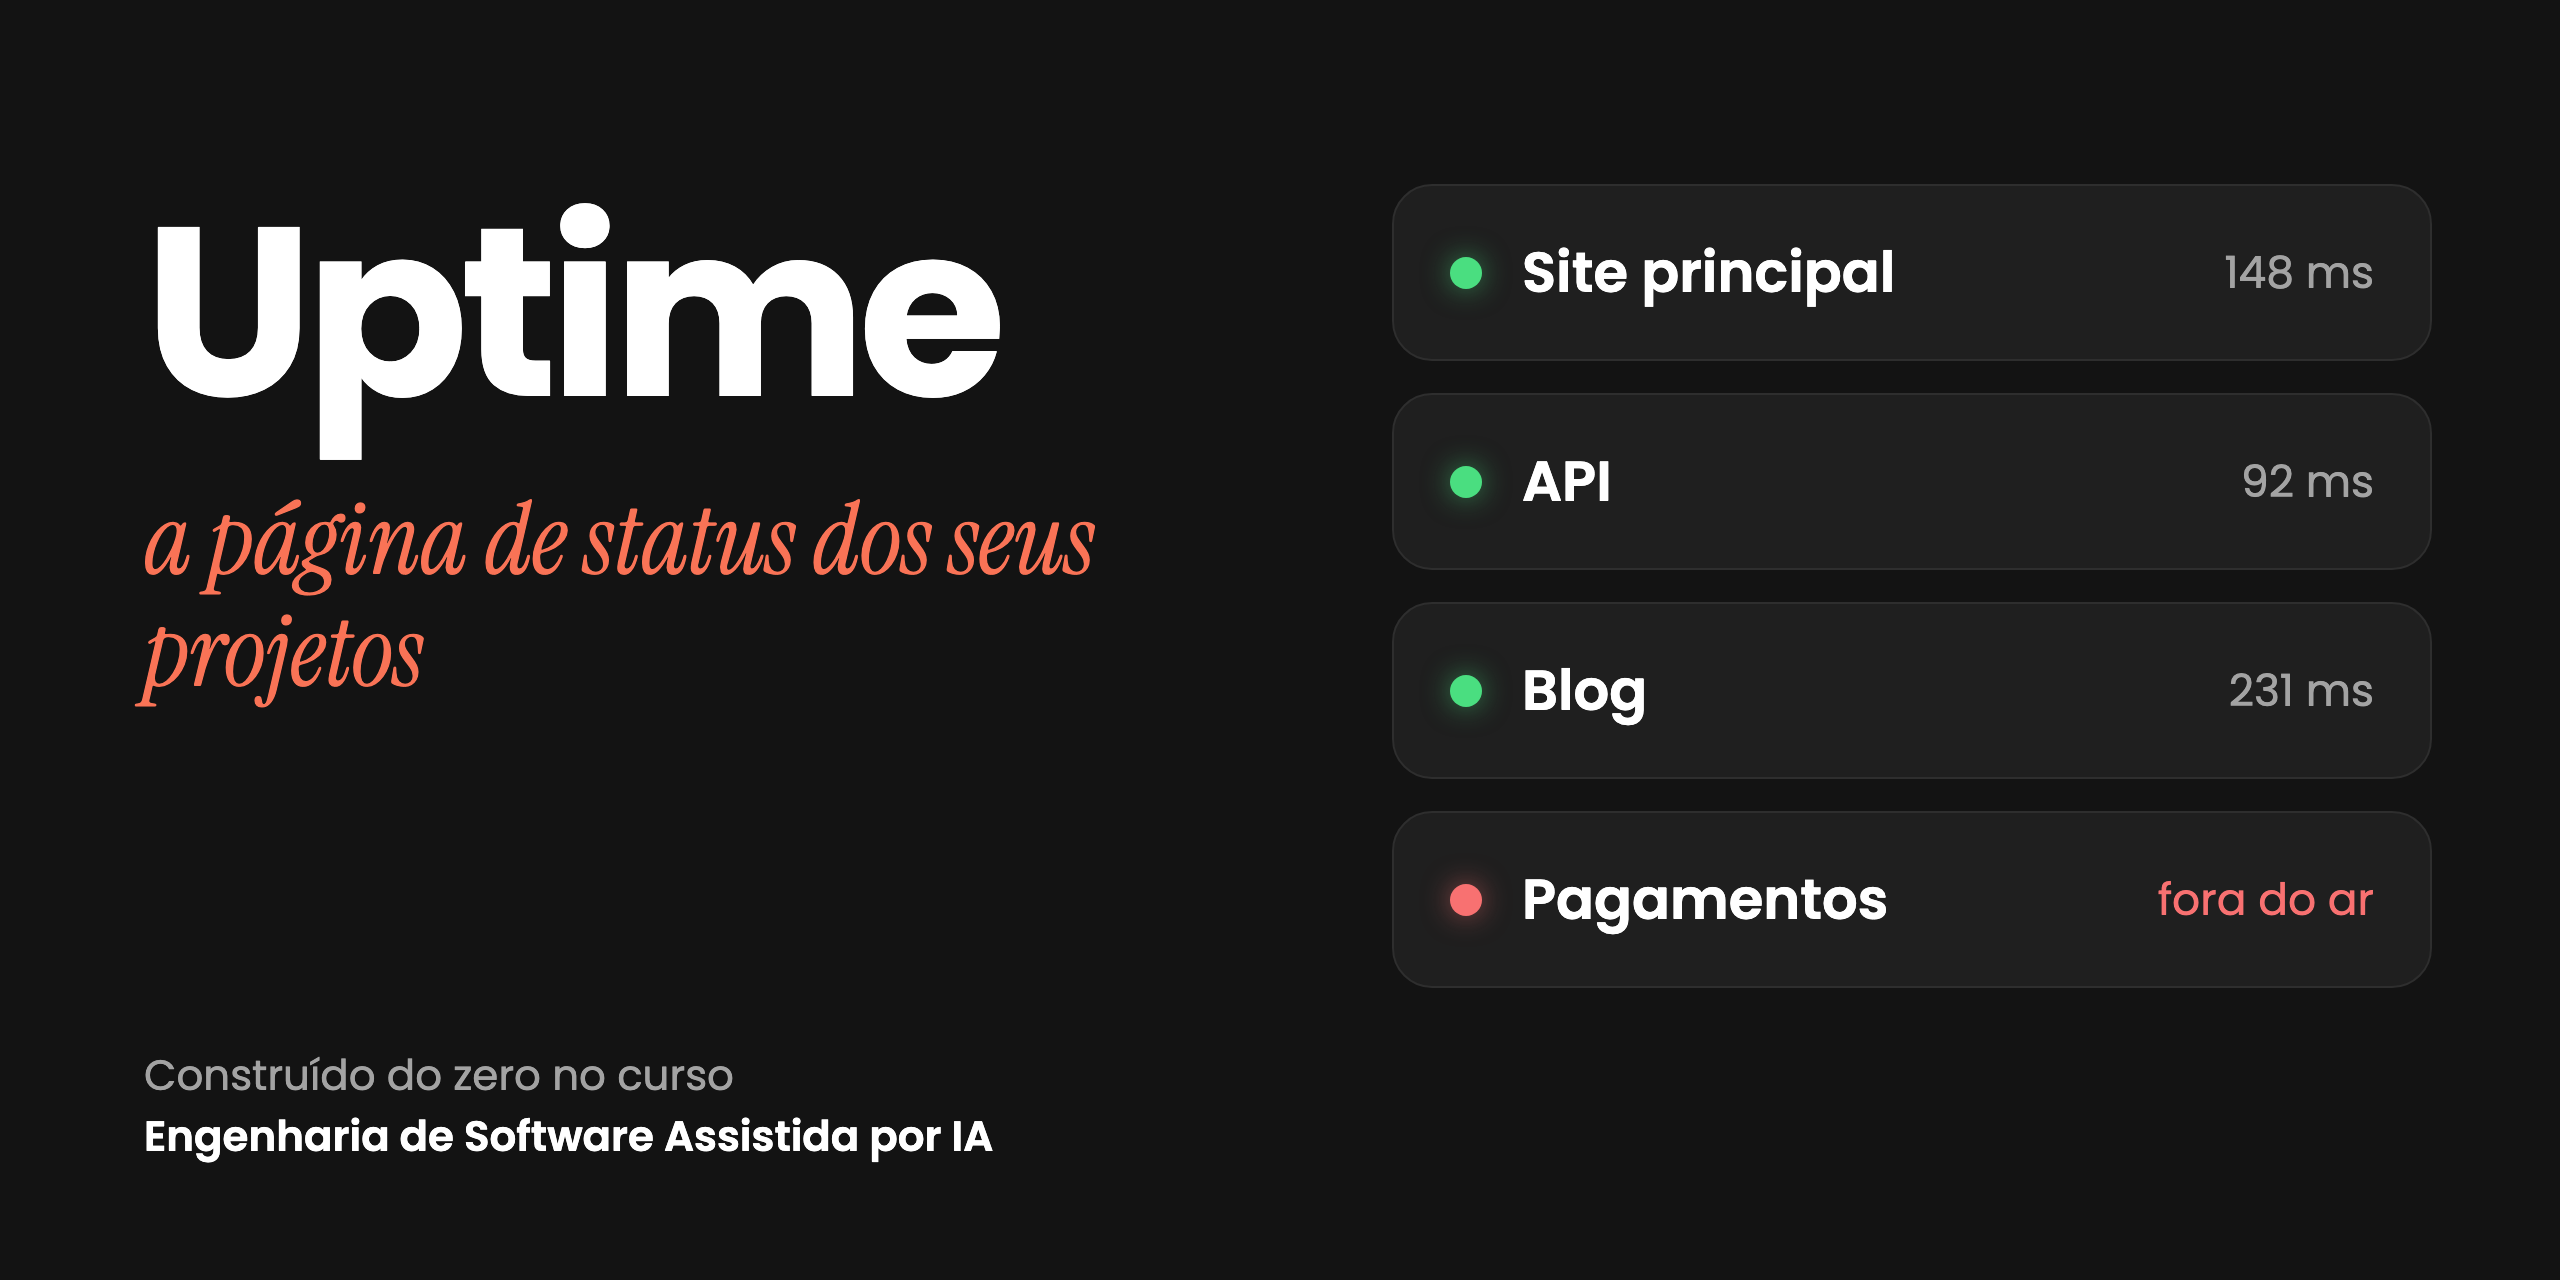 Uptime
a página de status dos seus
projetos
Construído do zero no curso
Engenharia de Software Assistida por IA
Site principal 148 ms
API 92 ms
Blog 231 ms
Pagamentos fora do ar